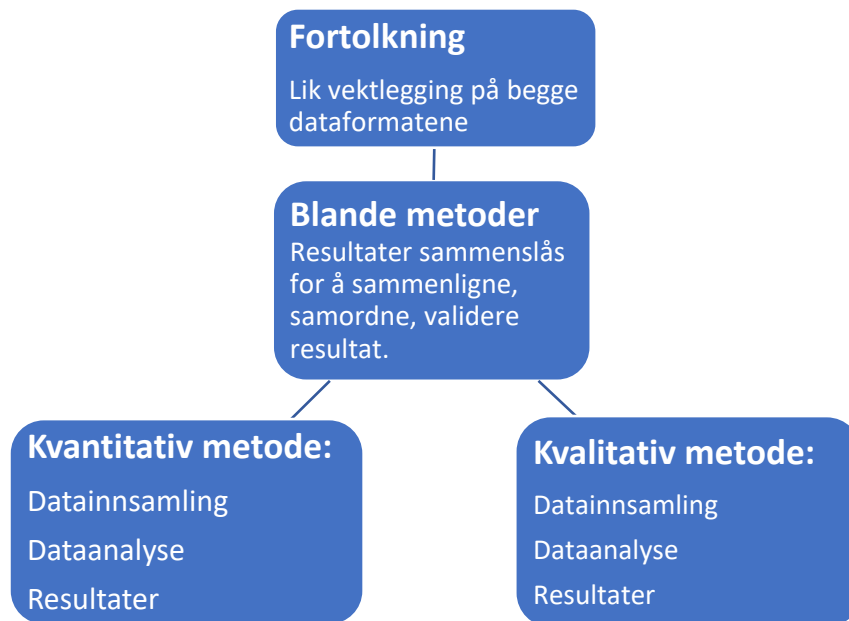 Fortolkning
Lik vektlegging på begge
dataformatene
Blande metoder
Resultater sammenslås
for å sammenligne,
samordne, validere
resultat.
Kvantitativ metode:
Datainnsamling
Dataanalyse
Resultater
Kvalitativ metode:
Datainnsamling
Dataanalyse
Resultater